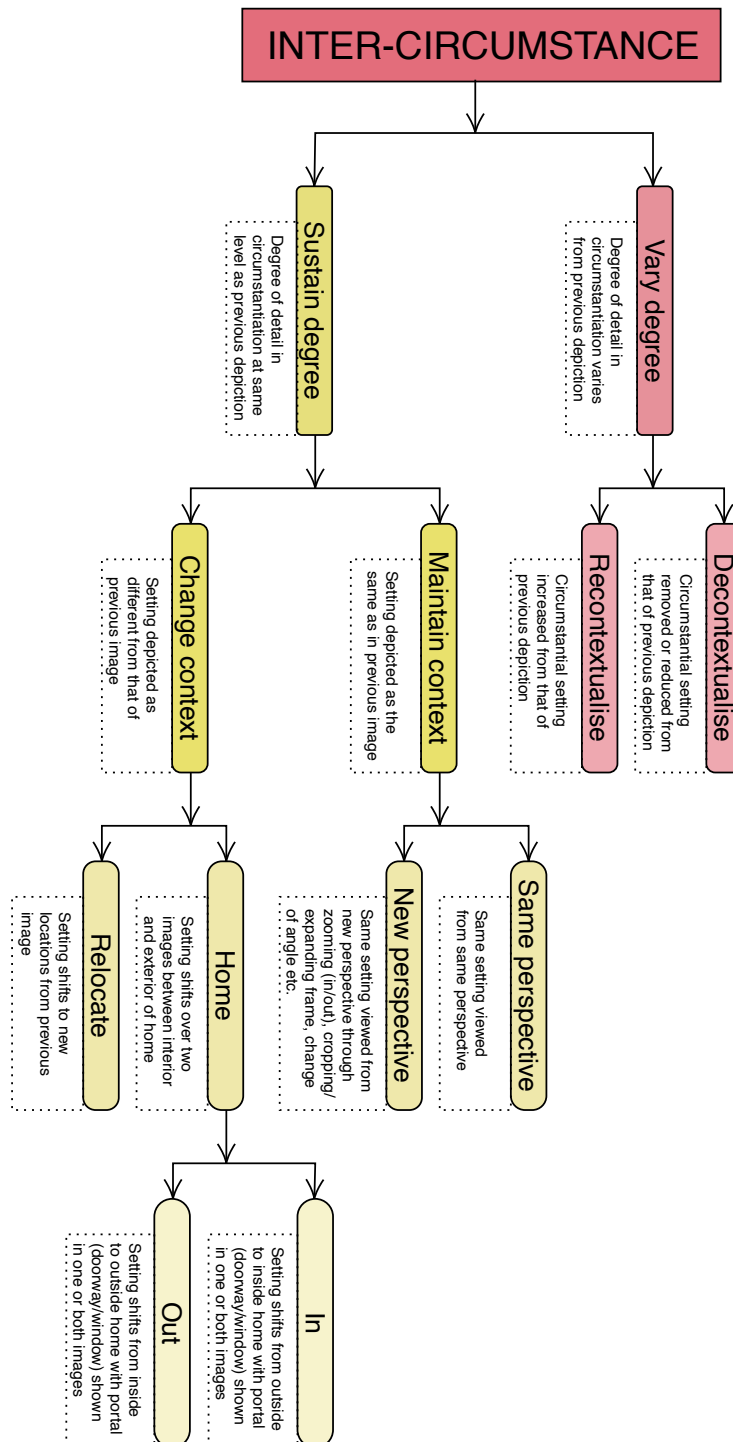 INTER-CIRCUMSTANCE
Vary degree
Degree of detail in
circumstantiation varies
from previous depiction
Decontextualise
Circumstantial setting
removed or reduced from
that of previous depiction
Recontextualise
Circumstantial setting
increased from that of
previous depiction
Sustain degree
Degree of detail in
circumstantiation at same
level as previous depiction
Maintain context
Setting depicted as the
same as in previous image
Same perspective
Same setting viewed
from same perspective
New perspective
Same setting viewed from
new perspective through
zooming (in/out), cropping/
expanding frame, change
of angle etc.
Change context
Setting depicted as
different from that of
previous image
Home
Setting shifts over two
images between interior
and exterior of home
In
Setting shifts from outside
to inside home with portal
(doorway/window) shown
in one or both images
Out
Setting shifts from inside
to outside home with portal
(doorway/window) shown
in one or both images
Relocate
Setting shifts to new
locations from previous
image